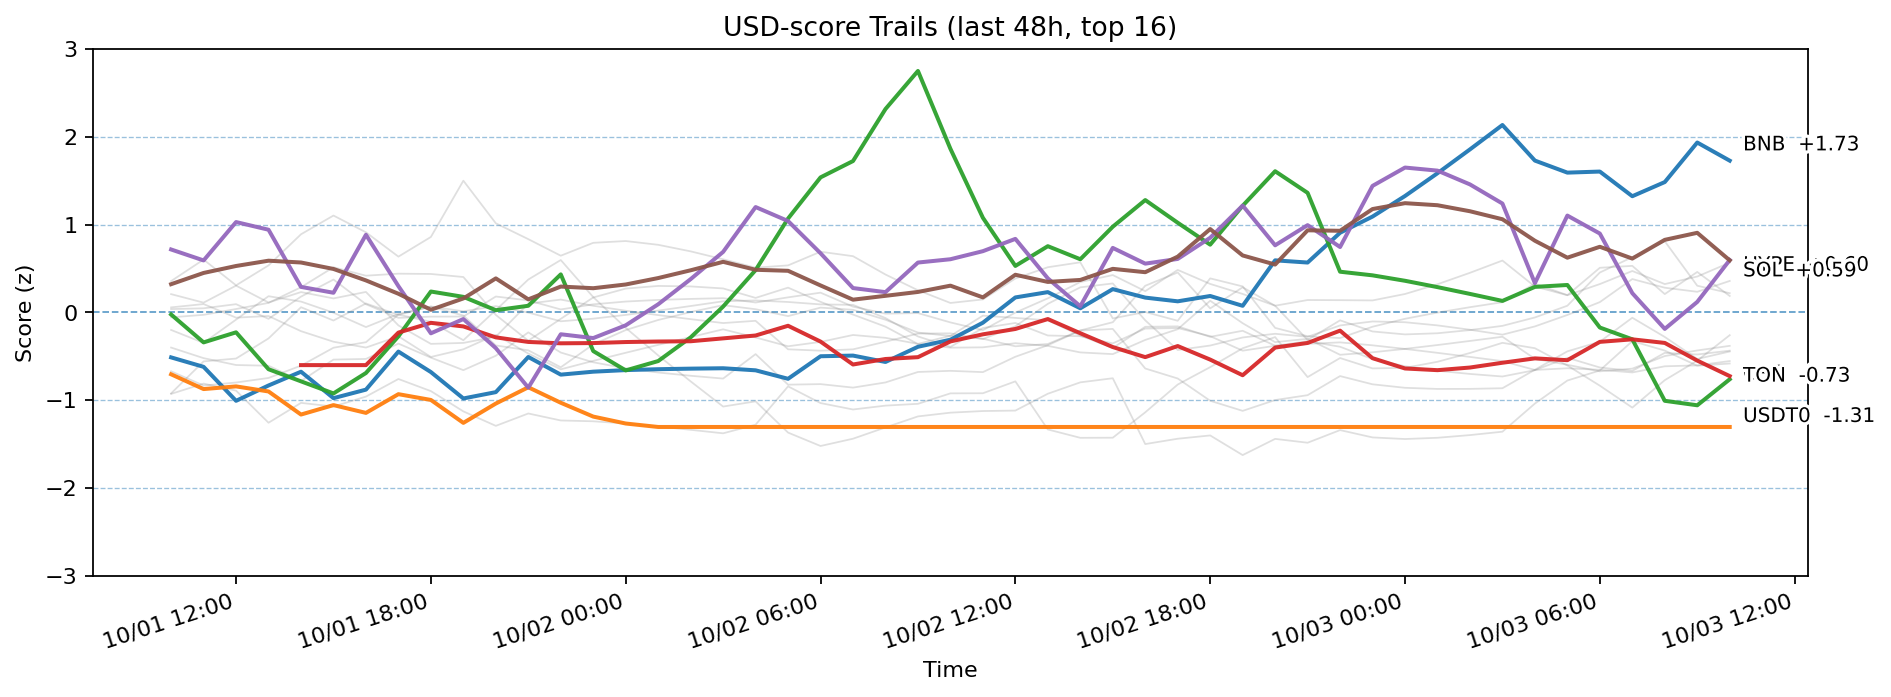 USD-score Trails (last 48h, top 16)
3
2
1
0
−1
−2
−3
Score (z)
BNB +1.73
SOL +0.59
TON -0.73
USDT0 -1.31
10/01 12:00
10/01 18:00
10/02 00:00
10/02 06:00
10/02 12:00
10/02 18:00
10/03 00:00
10/03 06:00
10/03 12:00
Time